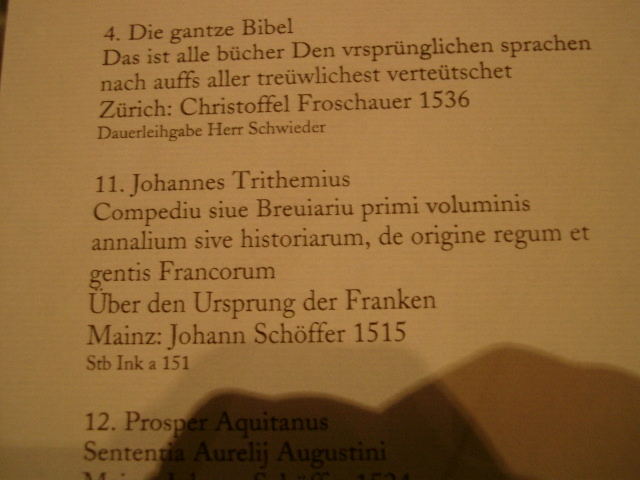 4. Die gantze Bibel
Das ist alle bücher Den vrsprünglichen sprachen
nach auffs aller treüwlichest verteütschet
Zürich: Christoffel Froschauer 1536
Dauerleihgabe Herr Schwieder
11. Johannes Trithemius
Compediu siue Breuiariu primi voluminis
annalium sive historiarum, de origine regum et
gentis Francorum
Über den Ursprung der Franken
Mainz: Johann Schöffer 1515
Stb Ink a 151
12. Prosper Aquitanus
Sententia Aurelij Augustini